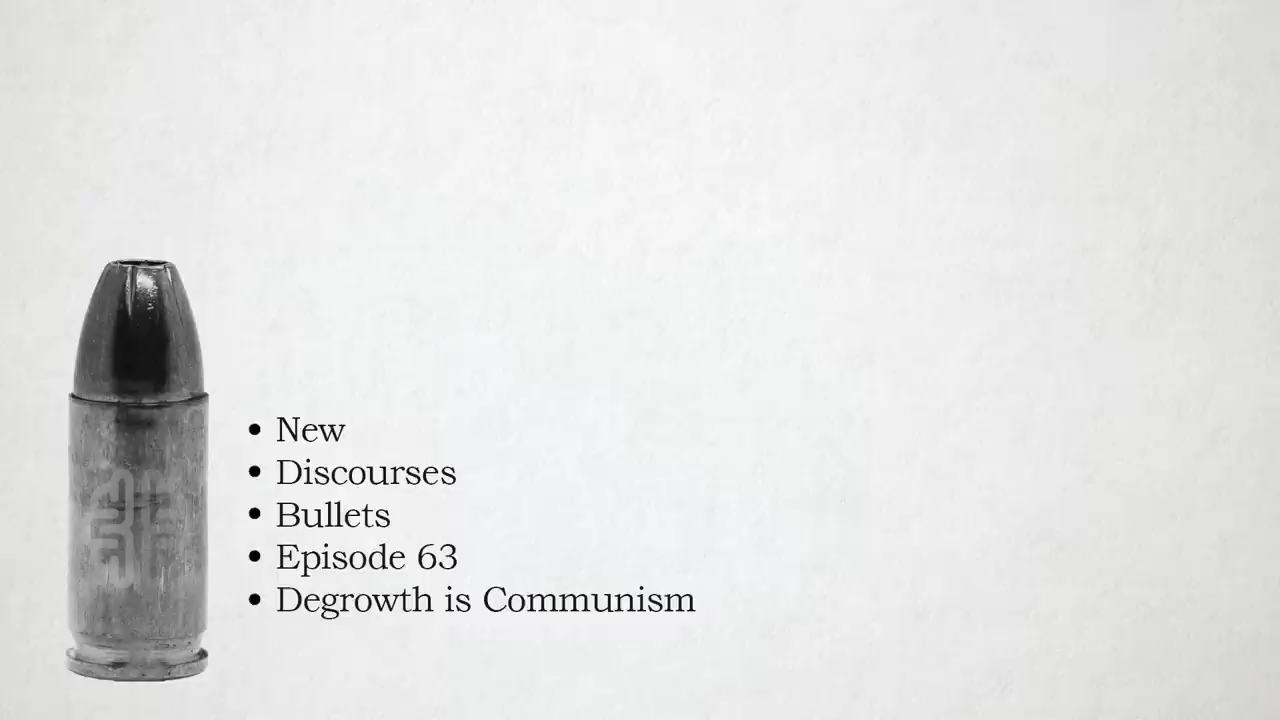 • New
• Discourses
• Bullets
• Episode 63
• Degrowth is Communism